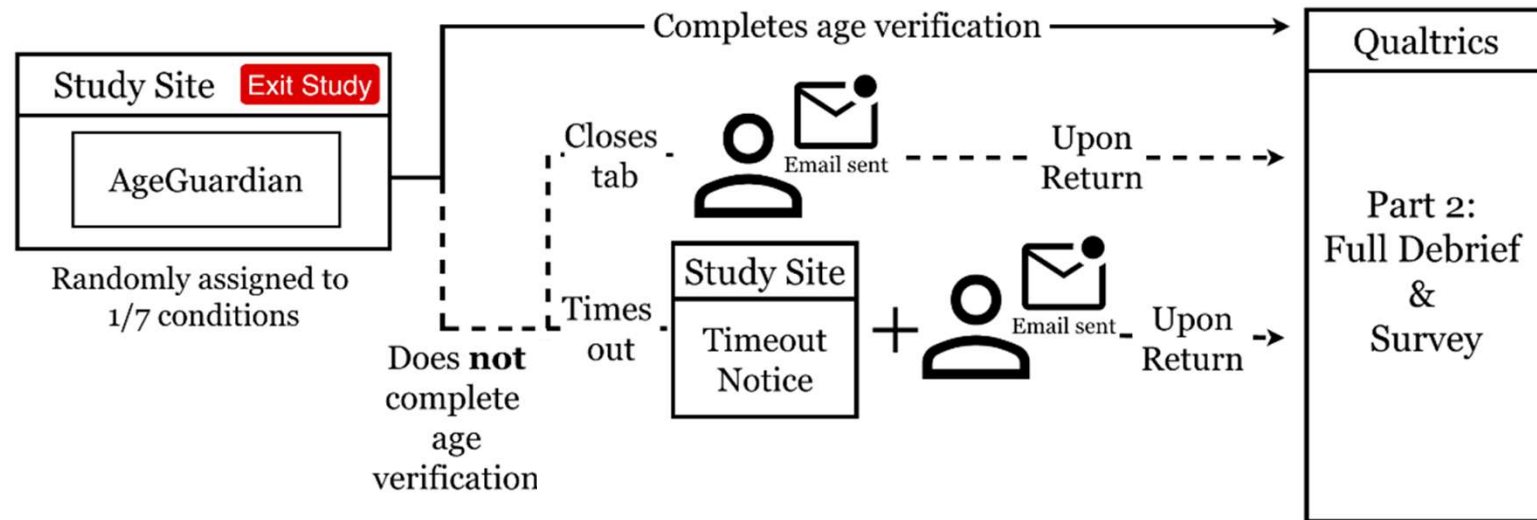 Completes age verification
Study Site
Exit Study
AgeGuardian
Randomly assigned to
1/7 conditions
Does not
complete
age
verification
Closes
tab
Email sent
Upon
Return
Times
out
Study Site
Timeout
Notice
+
Email sent
Upon
Return
Qualtrics
Part 2:
Full Debrief
&
Survey